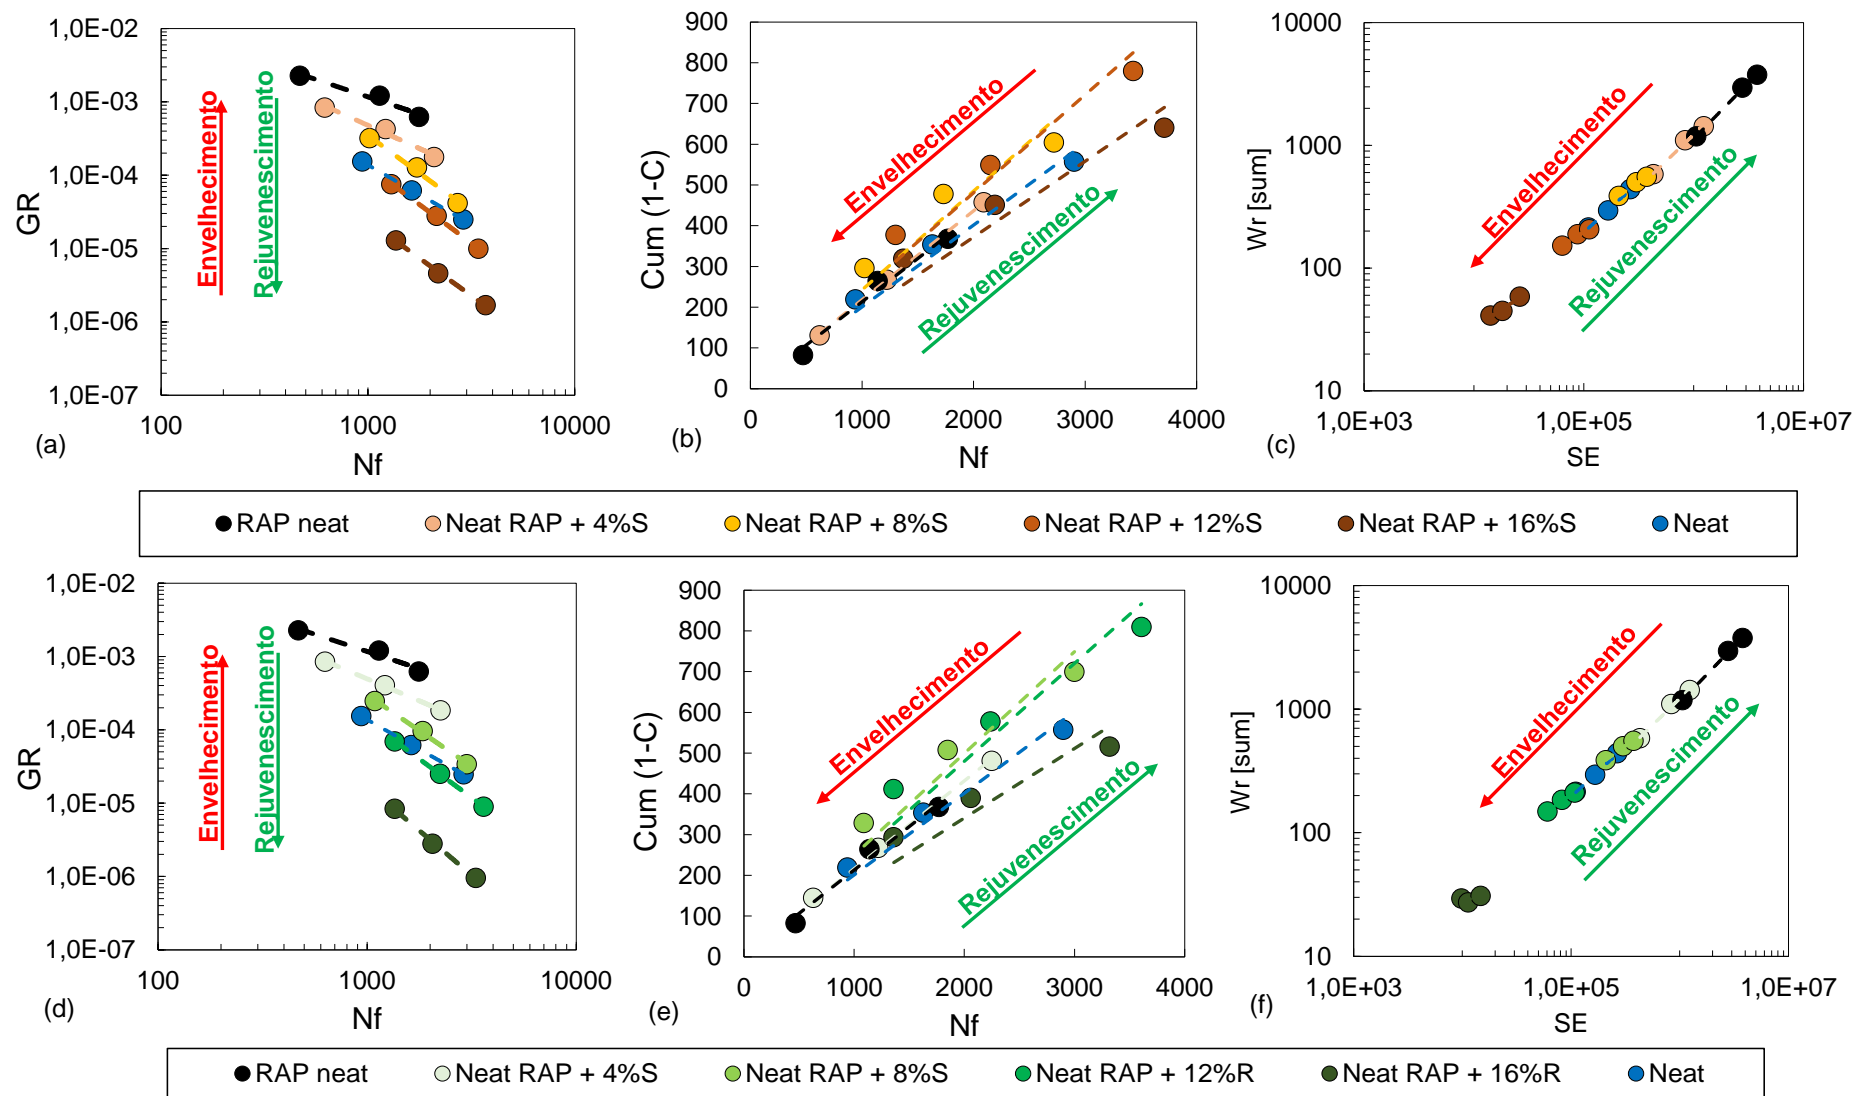 1,0E-02
1,0E-03
1,0E-04
1,0E-05
1,0E-06
1,0E-07
GR
Envelhecimento
Rejuvenescimento
100
1000
10000
(a)
Nf
900
800
700
600
500
400
300
200
100
0
Cum (1-C)
Envelhecimento
Rejuvenescimento
0
1000
2000
3000
4000
(b)
Nf
10000
1000
100
10
Wr [sum]
Envelhecimento
Rejuvenescimento
1,0E+03
1,0E+05
1,0E+07
(c)
SE
RAP neat Neat RAP + 4%S Neat RAP + 8%S Neat RAP + 12%S Neat RAP + 16%S Neat
1,0E-02
1,0E-03
1,0E-04
1,0E-05
1,0E-06
1,0E-07
GR
Envelhecimento
Rejuvenescimento
100
1000
10000
(d)
Nf
900
800
700
600
500
400
300
200
100
0
Cum (1-C)
Envelhecimento
Rejuvenescimento
0
1000
2000
3000
4000
(e)
Nf
10000
1000
100
10
Wr [sum]
Envelhecimento
Rejuvenescimento
1,0E+03
1,0E+05
1,0E+07
(f)
SE
RAP neat Neat RAP + 4%S Neat RAP + 8%S Neat RAP + 12%R Neat RAP + 16%R Neat